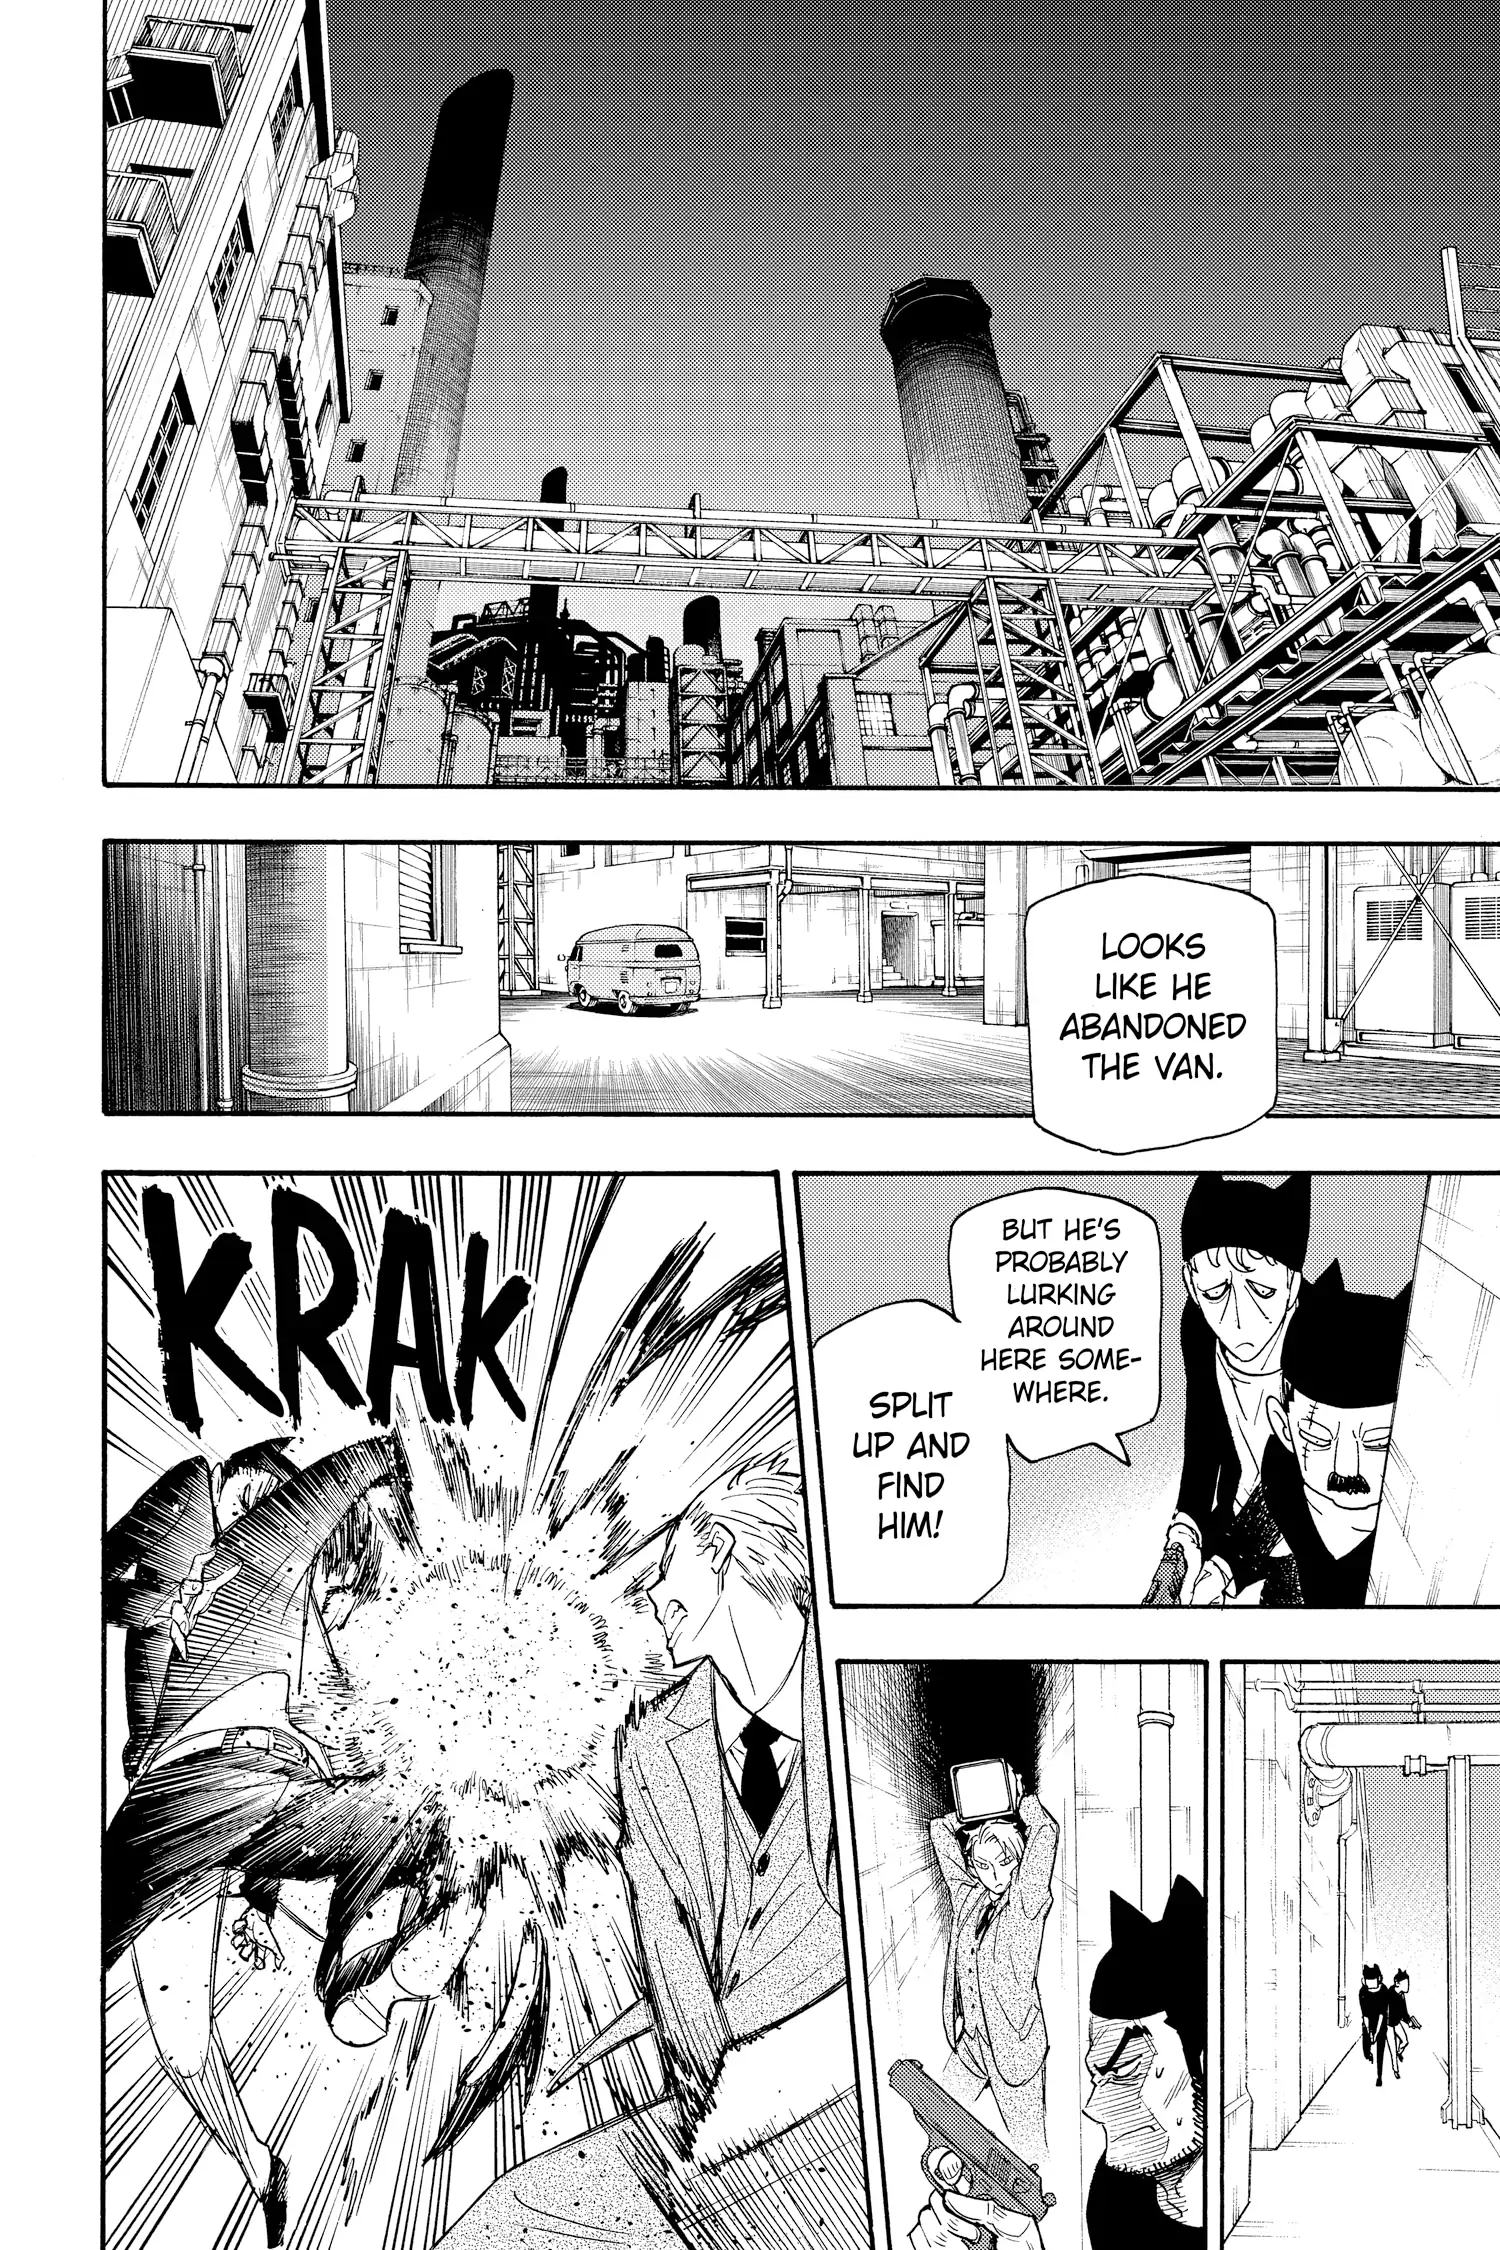 LOOKS
LIKE HE
ABANDONED
THE VAN.
BUT HE'S
PROBABLY
LURKING
AROUND
HERE SOME-
WHERE.
SPLIT
UP AND
FIND
HIM!
KRAK